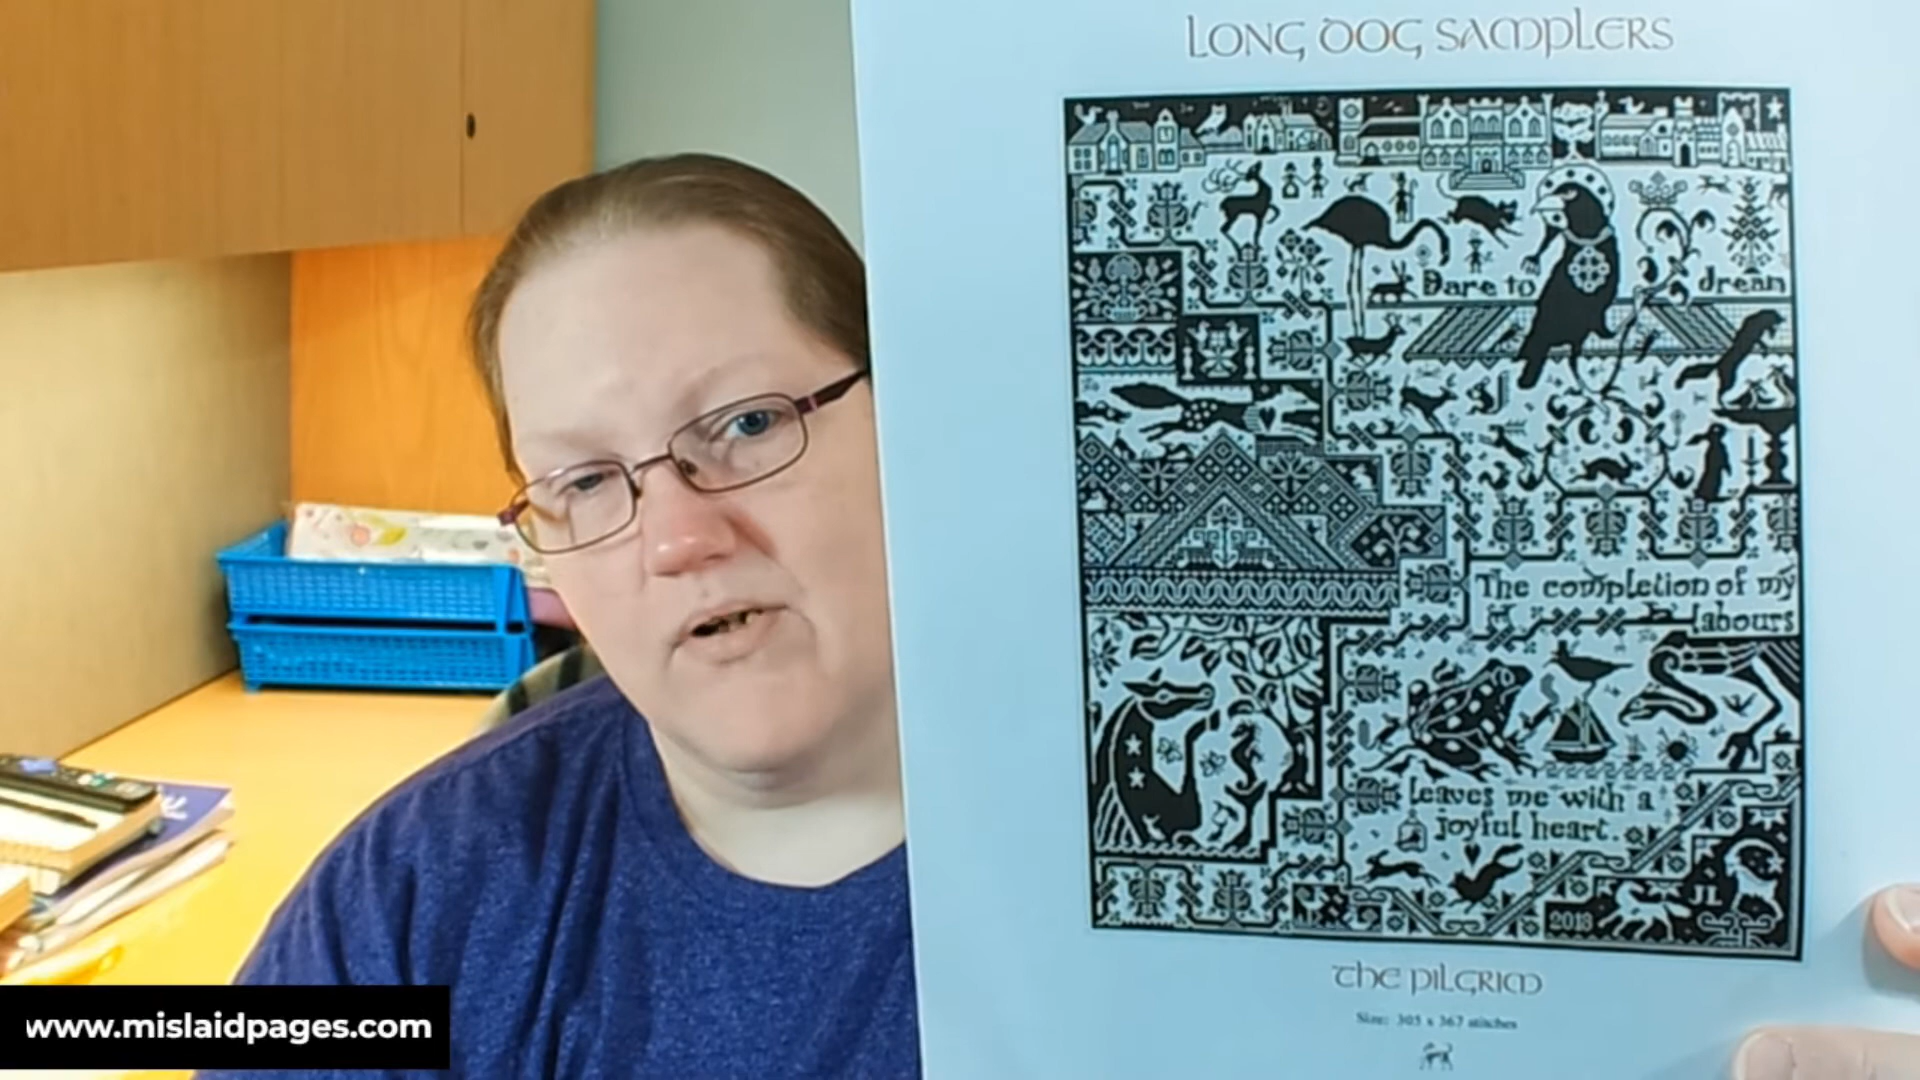 LONG DOG SAMPLERS
Dare to dream
The completion of my
labours
leaves me with a
joyful heart.
JL
2018
THE PILGRIM
Size: 305 x 367 stitches
www.mislaidpages.com